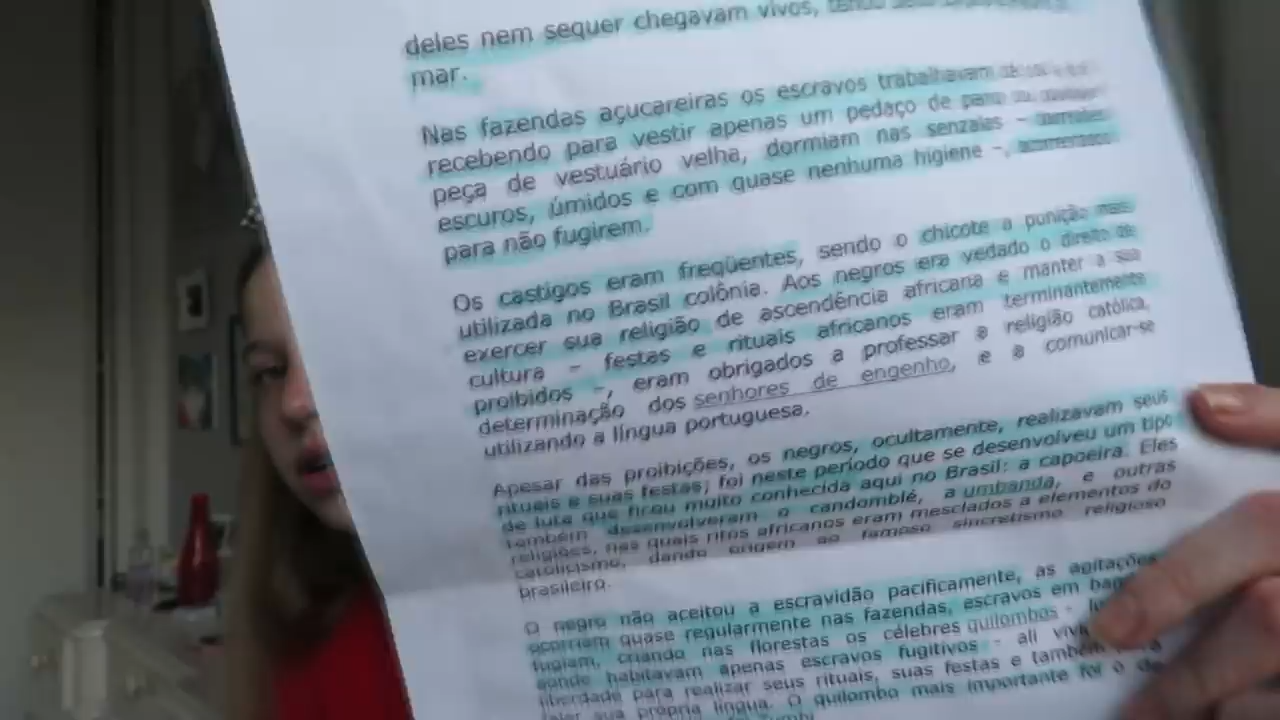 deles nem sequer chegavam vivos,
mar.
Nas fazendas açucareiras os escravos trabalhavam
recebendo para vestir apenas um pedaço de pano
peça de vestuário velha, dormiam nas senzalas –
escuros, úmidos e com quase nenhuma higiene –,
para não fugirem.
Os castigos eram freqüentes, sendo o chicote a punição mais
utilizada no Brasil colônia. Aos negros era vedado o direito de
exercer sua religião de ascendência africana e manter a sua
cultura – festas e rituais africanos eram terminantemente
proibidos –, eram obrigados a professar a religião católica,
determinação dos senhores de engenho, e a comunicar-se
utilizando a língua portuguesa.
Apesar das proibições, os negros, ocultamente, realizavam seus
rituais e suas festas; foi neste período que se desenvolveu um tipo
de luta que ficou muito conhecida aqui no Brasil: a capoeira. Eles
também desenvolveram o candomblé, a umbanda, e outras
religiões, nas quais ritos africanos eram mesclados a elementos do
catolicismo, dando origem ao famoso sincretismo religioso
brasileiro.
O negro não aceitou a escravidão pacificamente, as agitações
ocorriam quase regularmente nas fazendas, escravos em
fugiam, criando nas florestas os célebres quilombos -
onde habitavam apenas escravos fugitivos - ali
liberdade para realizar seus rituais, suas festas e também
falar sua própria língua. O quilombo mais importante foi o
Zumbi